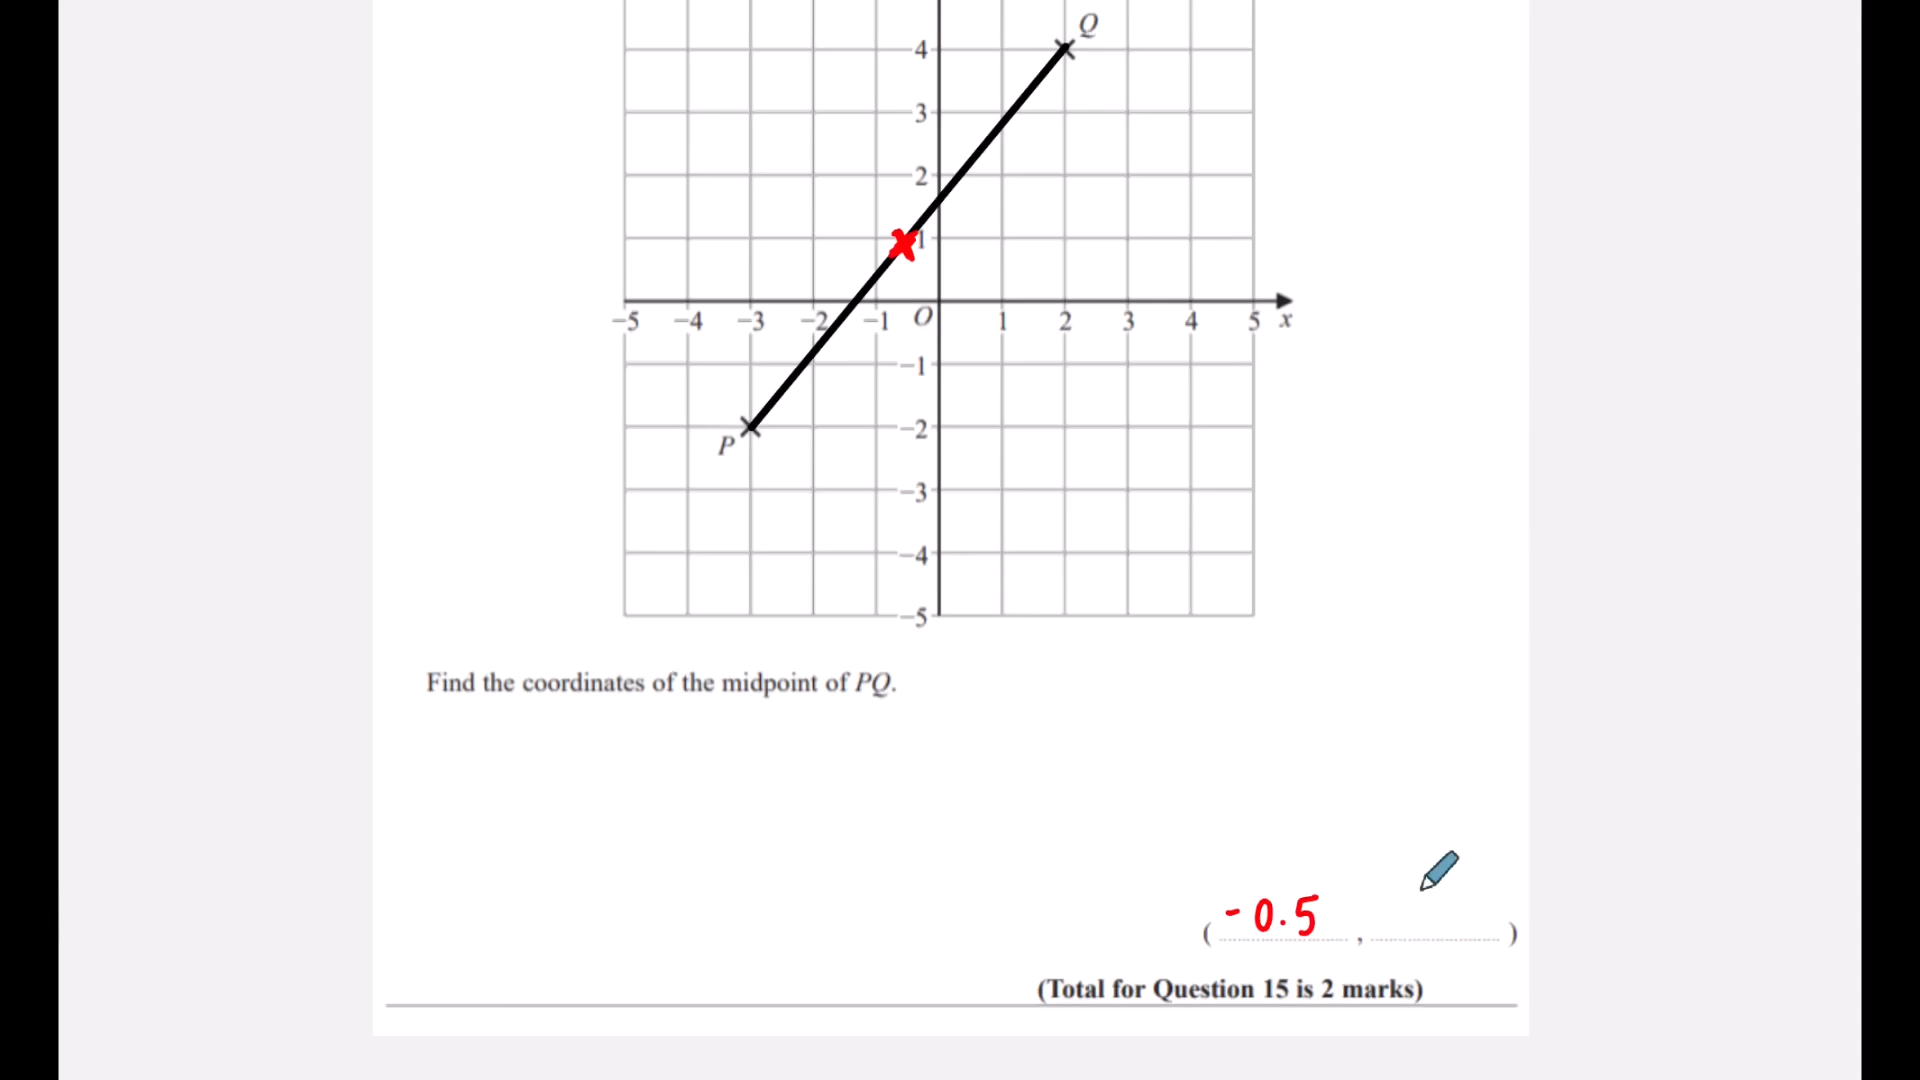 Q
4
3
2
1
-5 -4 -3 -2 -1 O 1 2 3 4 5 x
-1
-2
P
-3
-4
-5
Find the coordinates of the midpoint of PQ.
( -0.5 , )
(Total for Question 15 is 2 marks)